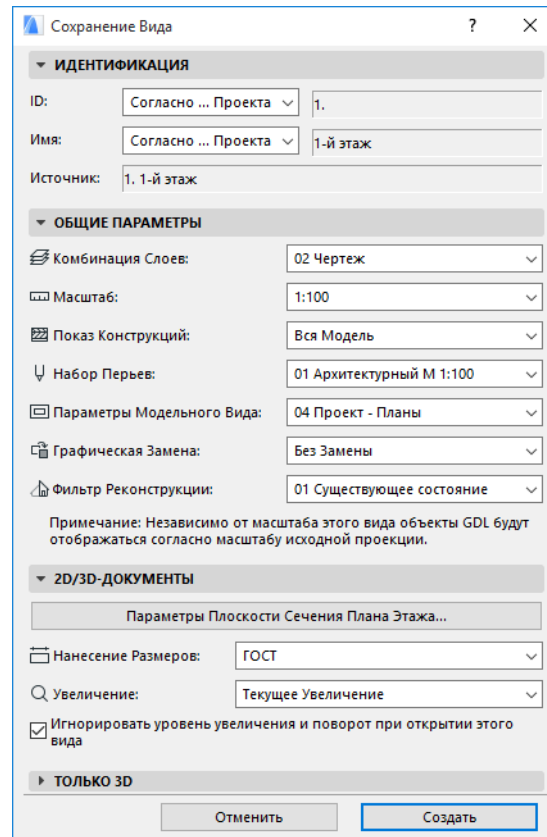 Сохранение Вида ? ×
ИДЕНТИФИКАЦИЯ
ID: Согласно ... Проекта 1.
Имя: Согласно ... Проекта 1-й этаж
Источник: 1. 1-й этаж
ОБЩИЕ ПАРАМЕТРЫ
Комбинация Слоев: 02 Чертеж
Масштаб: 1:100
Показ Конструкций: Вся Модель
Набор Перьев: 01 Архитектурный М 1:100
Параметры Модельного Вида: 04 Проект - Планы
Графическая Замена: Без Замены
Фильтр Реконструкции: 01 Существующее состояние
Примечание: Независимо от масштаба этого вида объекты GDL будут
отображаться согласно масштабу исходной проекции.
2D/3D-ДОКУМЕНТЫ
Параметры Плоскости Сечения Плана Этажа...
Нанесение Размеров: ГОСТ
Увеличение: Текущее Увеличение
Игнорировать уровень увеличения и поворот при открытии этого
вида
ТОЛЬКО 3D
Отменить Создать